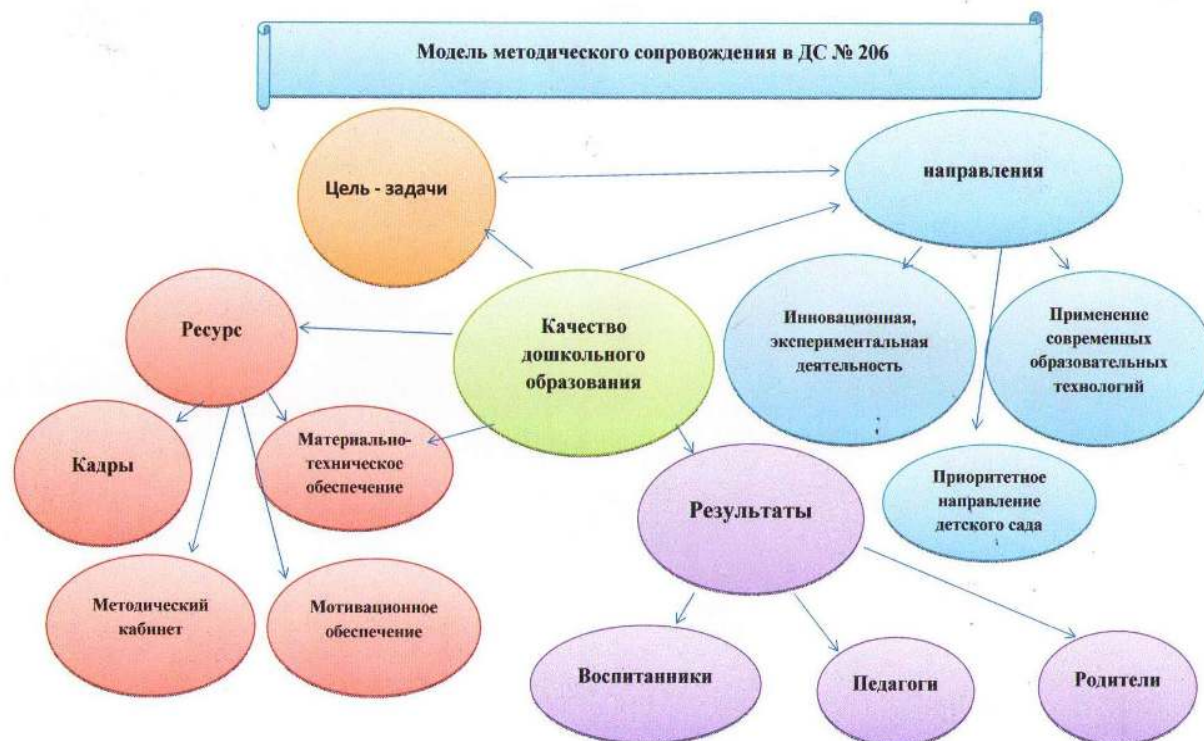 Модель методического сопровождения в ДС № 206
Цель - задачи
направления
Ресурс
Качество
дошкольного
образования
Инновационная,
экспериментальная
деятельность
Применение
современных
образовательных
технологий
Кадры
Материально-
техническое
обеспечение
Результаты
Приоритетное
направление
детского сада
Методический
кабинет
Мотивационное
обеспечение
Воспитанники
Педагоги
Родители